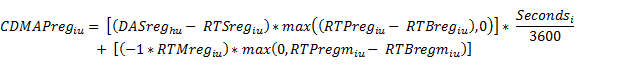 CDMAPreg_iu = [(DASreg_hu − RTSreg_iu) * max((RTPreg_iu − RTBreg_iu),0)] * Seconds_i / 3600
+ [(−1 * RTMreg_iu) * max(0, RTPregm_iu − RTBregm_iu)]